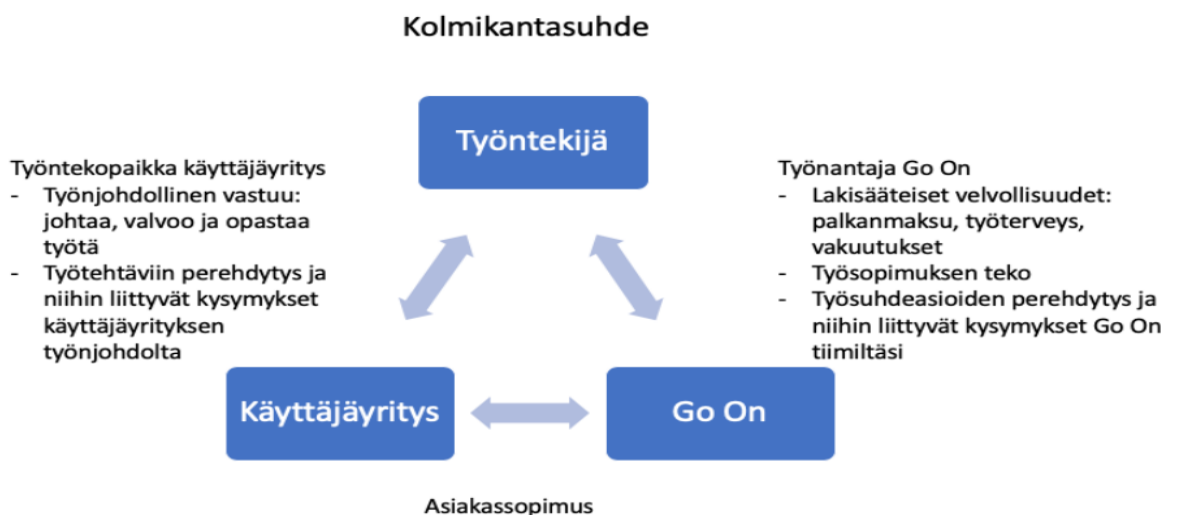 Kolmikantasuhde
Työntekijä
Työntekopaikka käyttäjäyritys
- Työnjohdollinen vastuu:
johtaa, valvoo ja opastaa
työtä
- Työtehtäviin perehdytys ja
niihin liittyvät kysymykset
käyttäjäyrityksen
työnjohdolta
Työnantaja Go On
- Lakisääteiset velvollisuudet:
palkanmaksu, työterveys,
vakuutukset
- Työsopimuksen teko
- Työsuhdeasioiden perehdytys ja
niihin liittyvät kysymykset Go On
tiimiltäsi
Käyttäjäyritys
Go On
Asiakassopimus